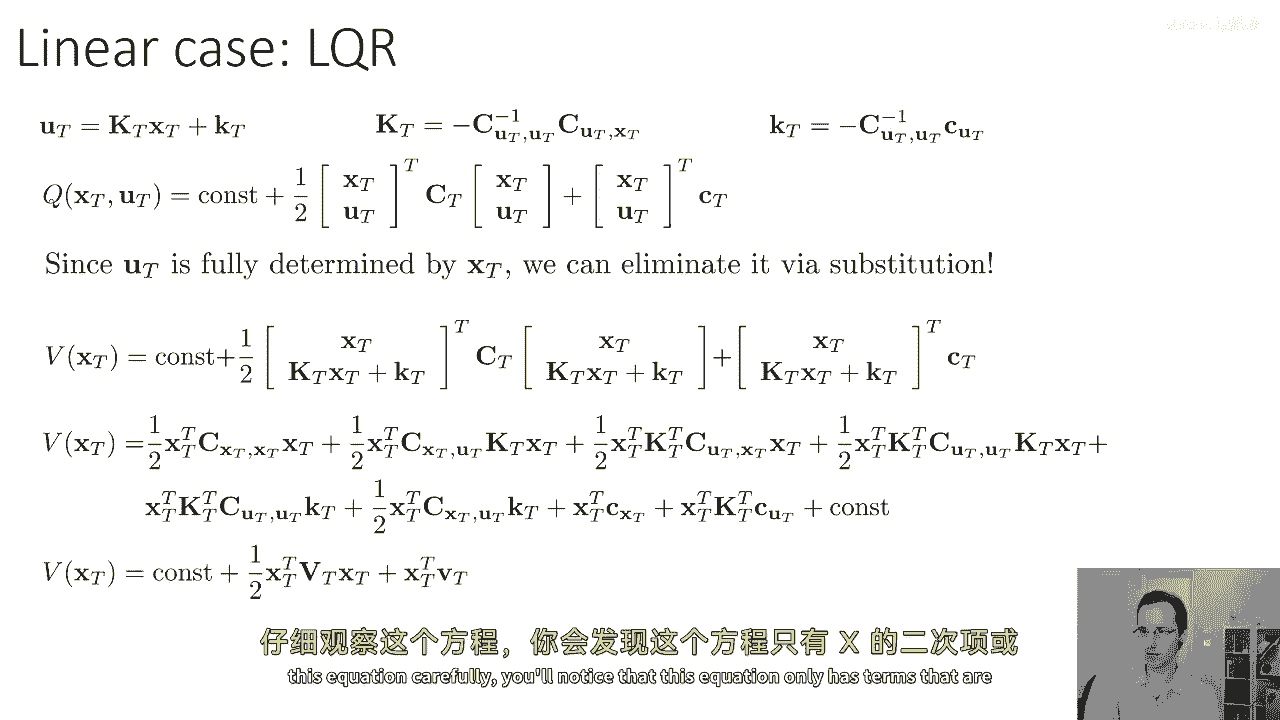 Linear case: LQR
$\mathbf{u}_T = \mathbf{K}_T \mathbf{x}_T + \mathbf{k}_T \qquad \mathbf{K}_T = -\mathbf{C}_{\mathbf{u}_T,\mathbf{u}_T}^{-1} \mathbf{C}_{\mathbf{u}_T,\mathbf{x}_T} \qquad \mathbf{k}_T = -\mathbf{C}_{\mathbf{u}_T,\mathbf{u}_T}^{-1} \mathbf{c}_{\mathbf{u}_T}$
$Q(\mathbf{x}_T, \mathbf{u}_T) = \text{const} + \frac{1}{2} \begin{bmatrix} \mathbf{x}_T \\ \mathbf{u}_T \end{bmatrix}^T \mathbf{C}_T \begin{bmatrix} \mathbf{x}_T \\ \mathbf{u}_T \end{bmatrix} + \begin{bmatrix} \mathbf{x}_T \\ \mathbf{u}_T \end{bmatrix}^T \mathbf{c}_T$
Since $\mathbf{u}_T$ is fully determined by $\mathbf{x}_T$, we can eliminate it via substitution!
$V(\mathbf{x}_T) = \text{const} + \frac{1}{2} \begin{bmatrix} \mathbf{x}_T \\ \mathbf{K}_T \mathbf{x}_T + \mathbf{k}_T \end{bmatrix}^T \mathbf{C}_T \begin{bmatrix} \mathbf{x}_T \\ \mathbf{K}_T \mathbf{x}_T + \mathbf{k}_T \end{bmatrix} + \begin{bmatrix} \mathbf{x}_T \\ \mathbf{K}_T \mathbf{x}_T + \mathbf{k}_T \end{bmatrix}^T \mathbf{c}_T$
$V(\mathbf{x}_T) = \frac{1}{2} \mathbf{x}_T^T \mathbf{C}_{\mathbf{x}_T,\mathbf{x}_T} \mathbf{x}_T + \frac{1}{2} \mathbf{x}_T^T \mathbf{C}_{\mathbf{x}_T,\mathbf{u}_T} \mathbf{K}_T \mathbf{x}_T + \frac{1}{2} \mathbf{x}_T^T \mathbf{K}_T^T \mathbf{C}_{\mathbf{u}_T,\mathbf{x}_T} \mathbf{x}_T + \frac{1}{2} \mathbf{x}_T^T \mathbf{K}_T^T \mathbf{C}_{\mathbf{u}_T,\mathbf{u}_T} \mathbf{K}_T \mathbf{x}_T +$
$\mathbf{x}_T^T \mathbf{K}_T^T \mathbf{C}_{\mathbf{u}_T,\mathbf{u}_T} \mathbf{k}_T + \frac{1}{2} \mathbf{x}_T^T \mathbf{C}_{\mathbf{x}_T,\mathbf{u}_T} \mathbf{k}_T + \mathbf{x}_T^T \mathbf{c}_{\mathbf{x}_T} + \mathbf{x}_T^T \mathbf{K}_T^T \mathbf{c}_{\mathbf{u}_T} + \text{const}$
$V(\mathbf{x}_T) = \text{const} + \frac{1}{2} \mathbf{x}_T^T \mathbf{V}_T \mathbf{x}_T + \mathbf{x}_T^T \mathbf{v}_T$
仔细观察这个方程，你会发现这个方程只有 X 的二次项或
this equation carefully, you'll notice that this equation only has terms that are